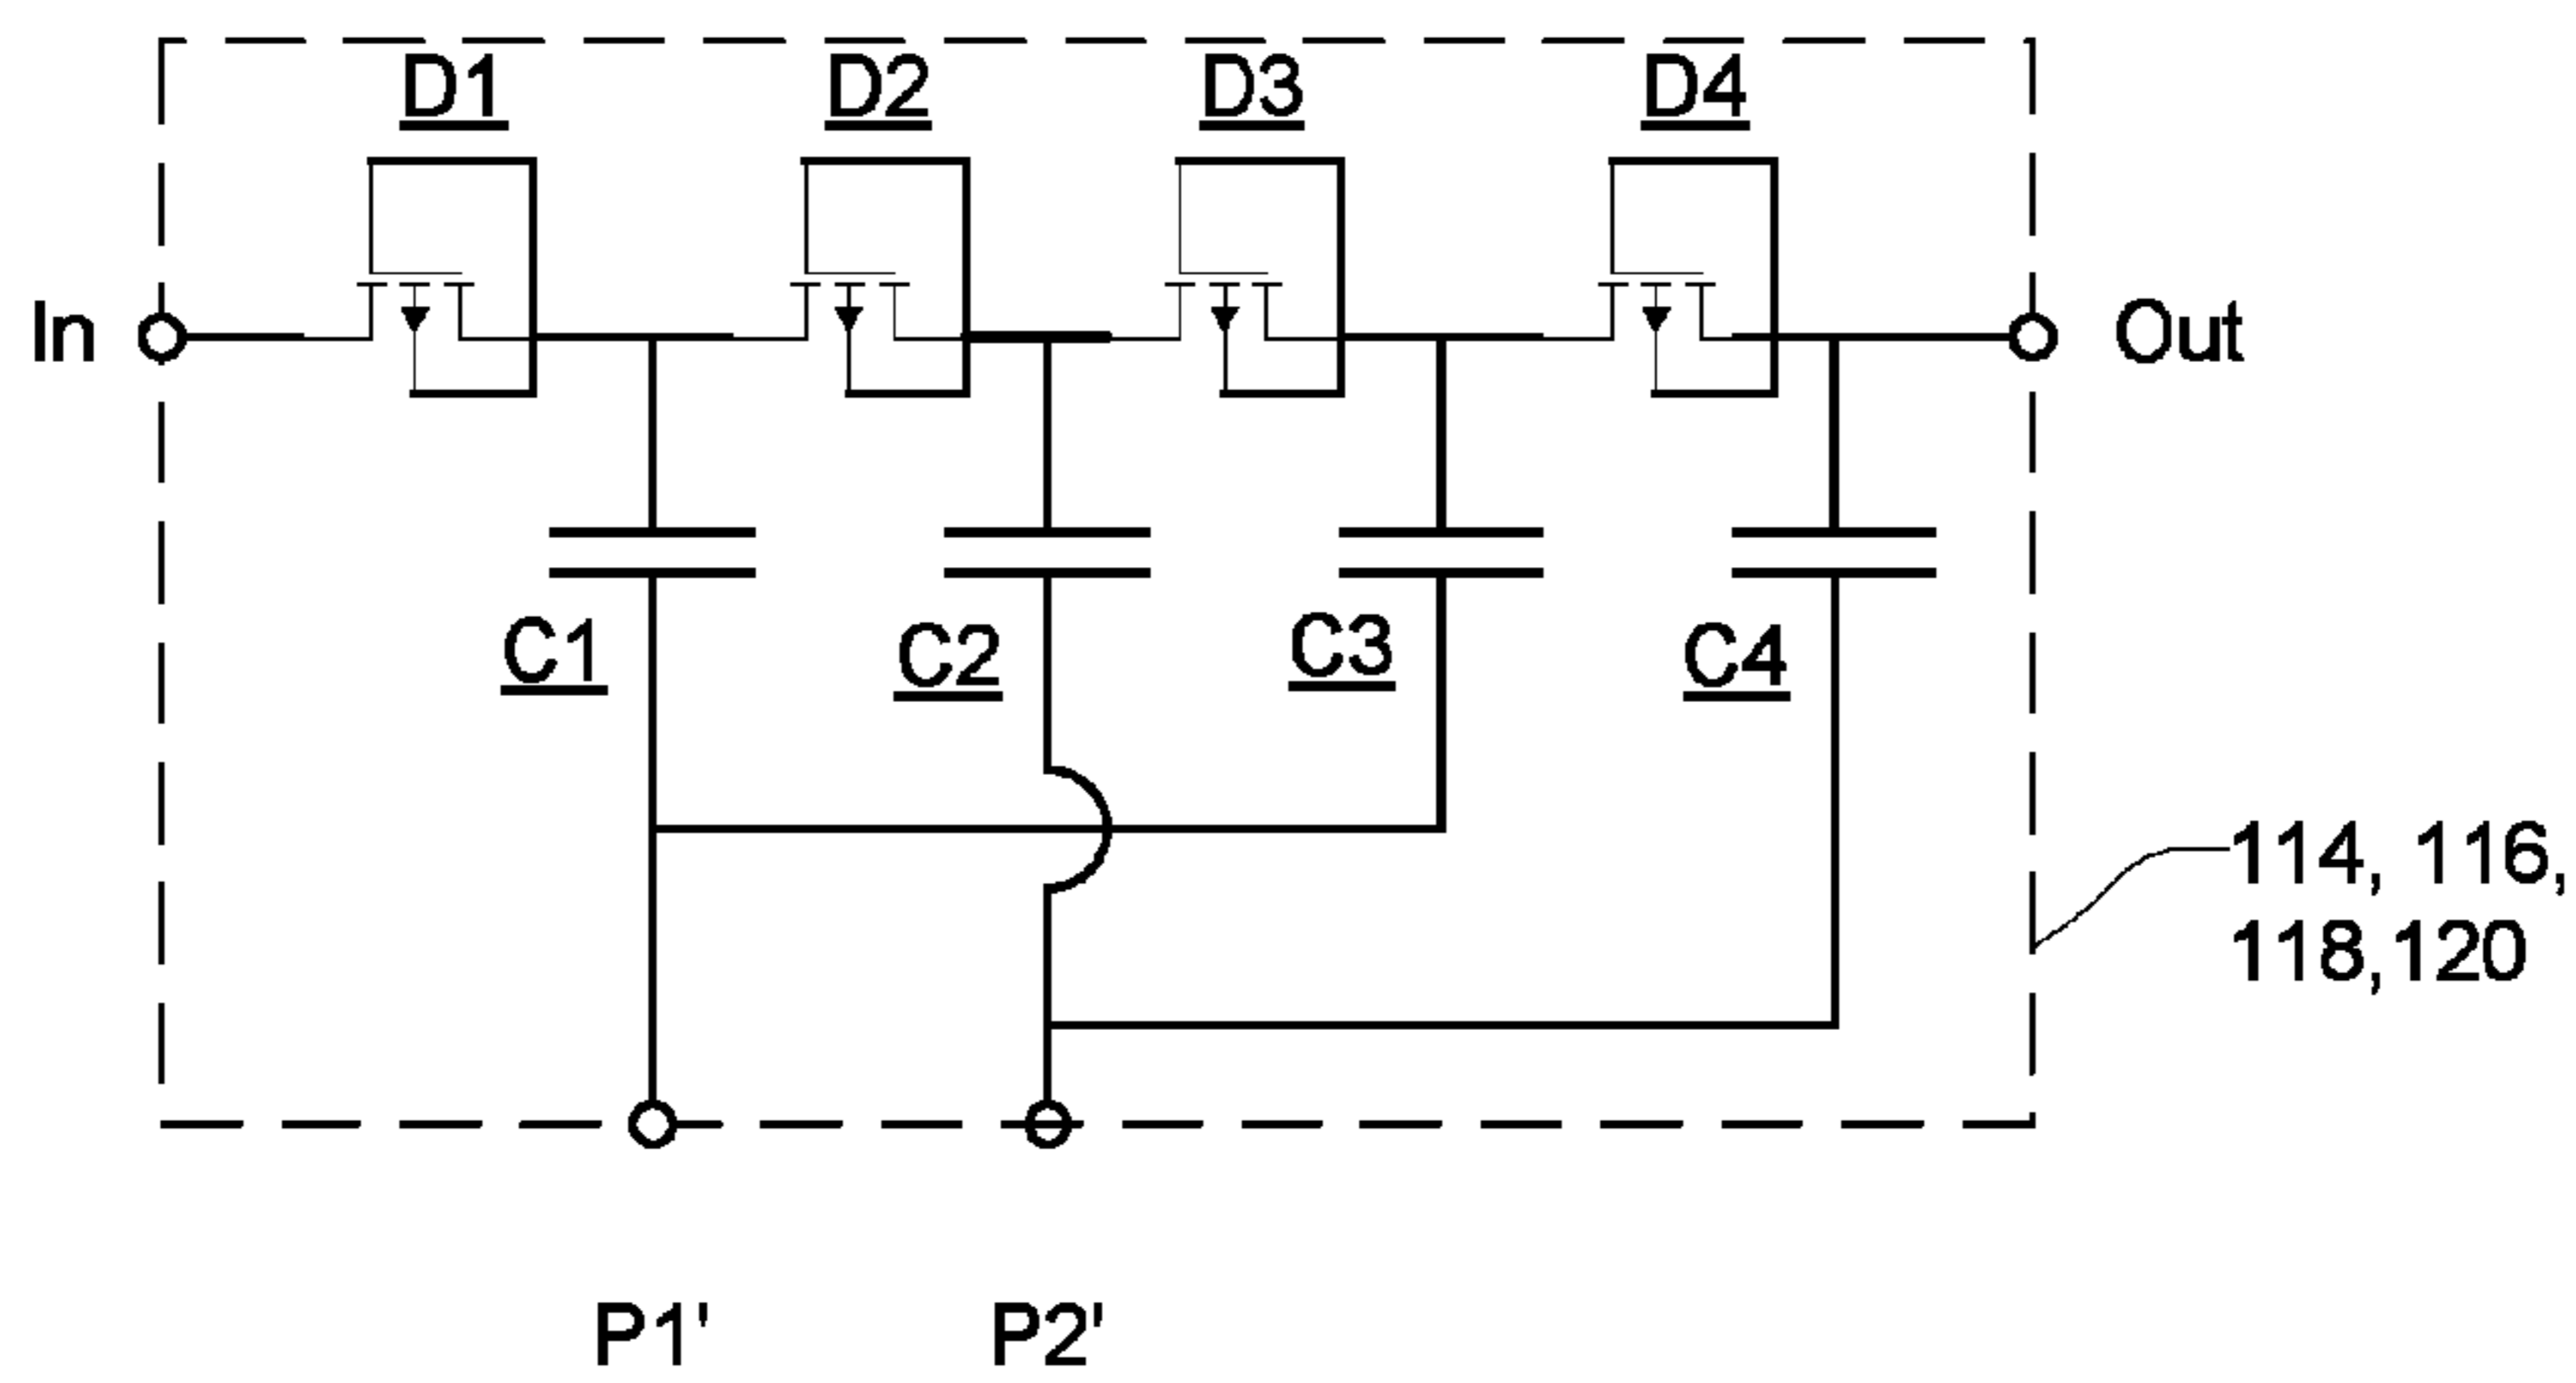 D1 D2 D3 D4
In Out
C1 C2 C3 C4
114, 116,
118,120
P1' P2'